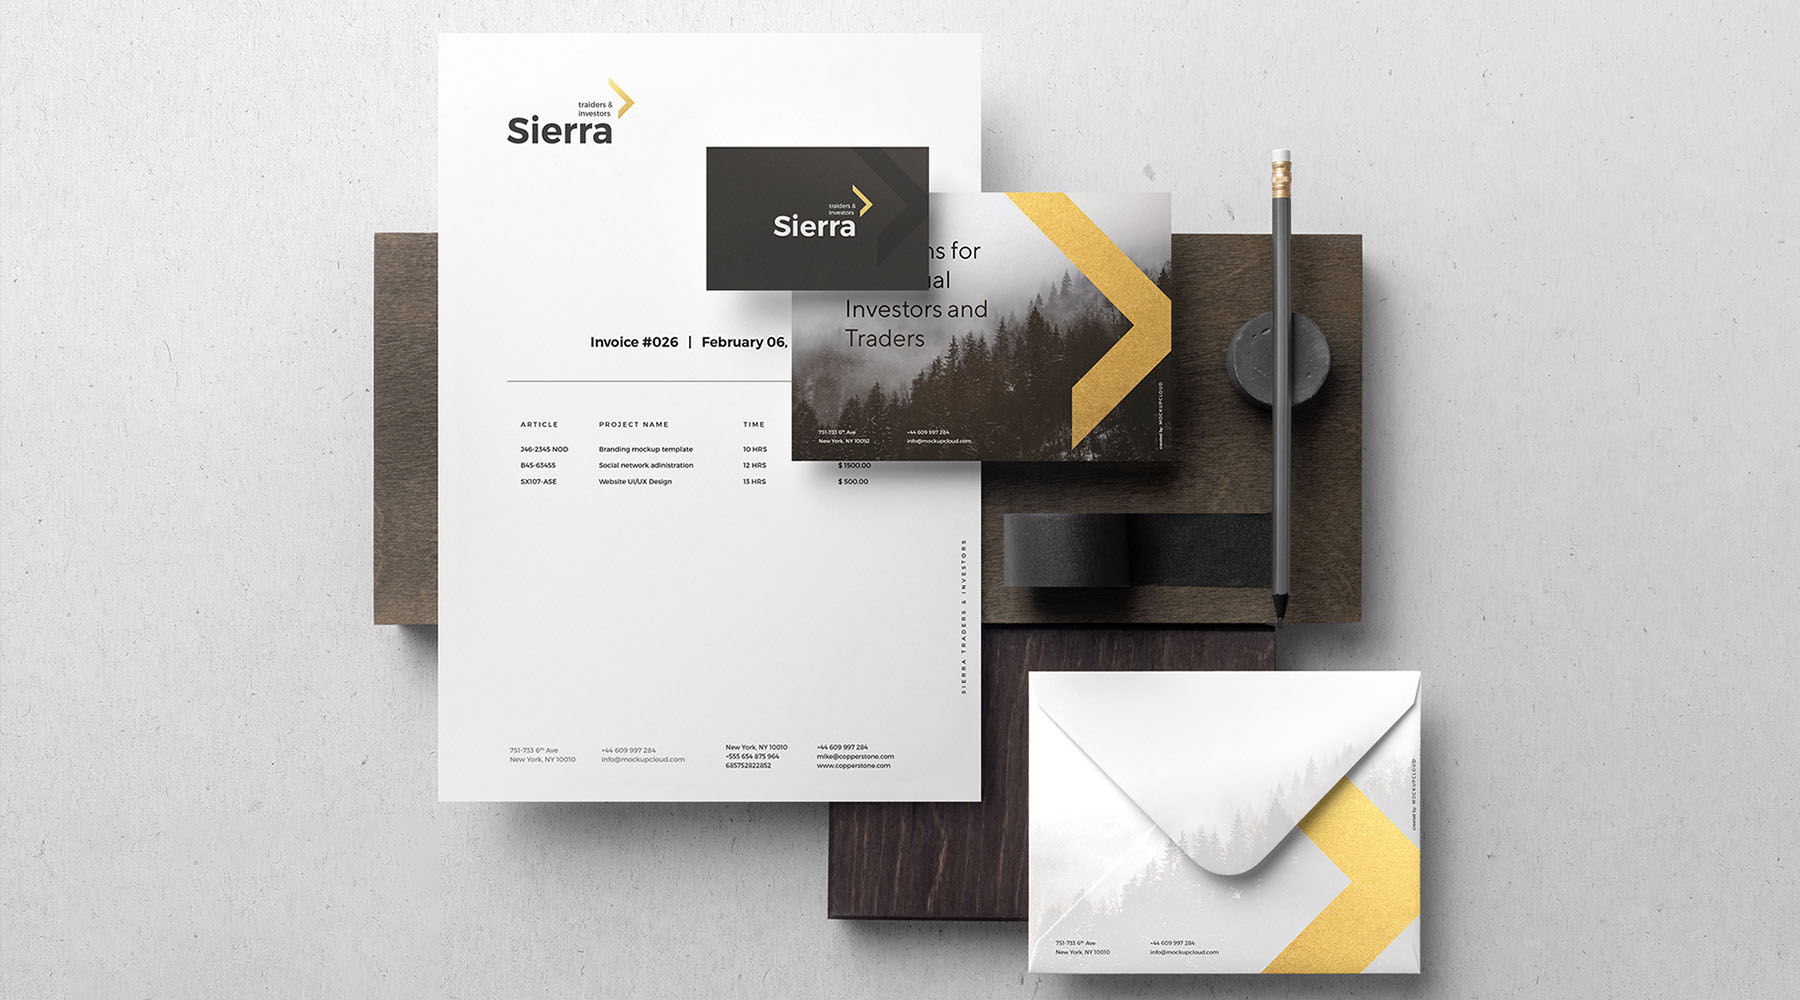 traiders &
investors
Sierra
Invoice #026 | February 06,
ARTICLE PROJECT NAME TIME
J46-2345 NOD Branding mockup template 10 HRS
B45-63455 Social network adinistration 12 HRS $ 1500.00
SX107-ASE Website UI/UX Design 13 HRS $ 500.00
SIERRA TRADERS & INVESTORS
751-733 6th Ave
New York, NY 10010
+44 609 997 284
info@mockupcloud.com
New York, NY 10010
+555 654 875 964
685752822852
+44 609 997 284
mike@copperstone.com
www.copperstone.com
traiders &
investors
Sierra
for
Investors and
Traders
751-733 6th Ave
New York, NY 10010
+44 609 997 284
info@mockupcloud.com
created by: MOCKUPCLOUD
751-733 6th Ave
New York, NY 10010
+44 609 997 284
info@mockupcloud.com
created by: MOCKUPCLOUD